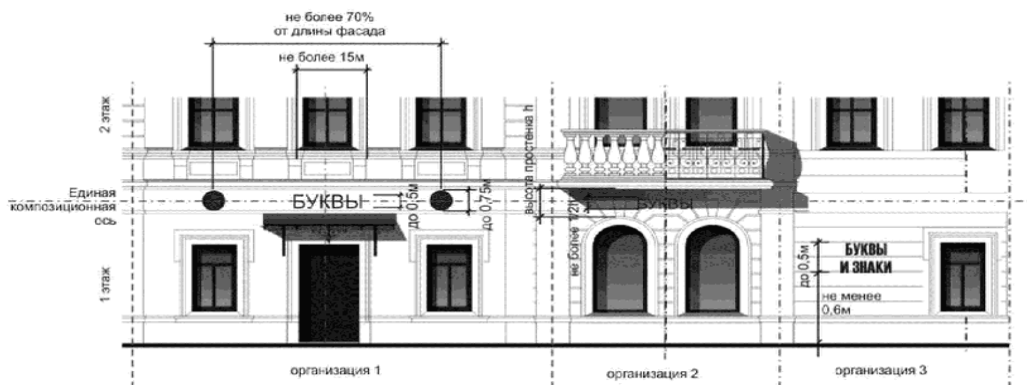 не более 70%
от длины фасада
не более 15м
2 этаж
Единая
композиционная
ось
1 этаж
БУКВЫ
до 0,5м
до 0,75м
высота простенка h
не более 1/2h
БУКВЫ
до 0,5м
БУКВЫ
И ЗНАКИ
не менее
0,6м
организация 1
организация 2
организация 3